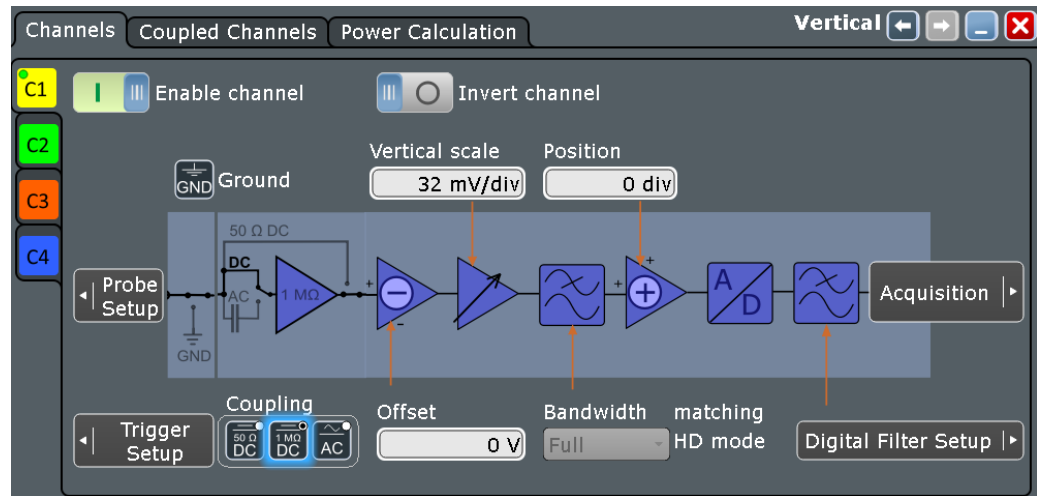 Channels
Coupled Channels
Power Calculation
Vertical
C1
Enable channel
Invert channel
C2
Vertical scale
Position
GND
Ground
32 mV/div
0 div
C3
50 Ω DC
C4
DC
Probe
Setup
AC
1 MΩ
+
-
+
+
A
D
Acquisition
GND
Coupling
Offset
Bandwidth
matching
HD mode
Trigger
Setup
50 Ω
DC
1 MΩ
DC
AC
0 V
Full
Digital Filter Setup